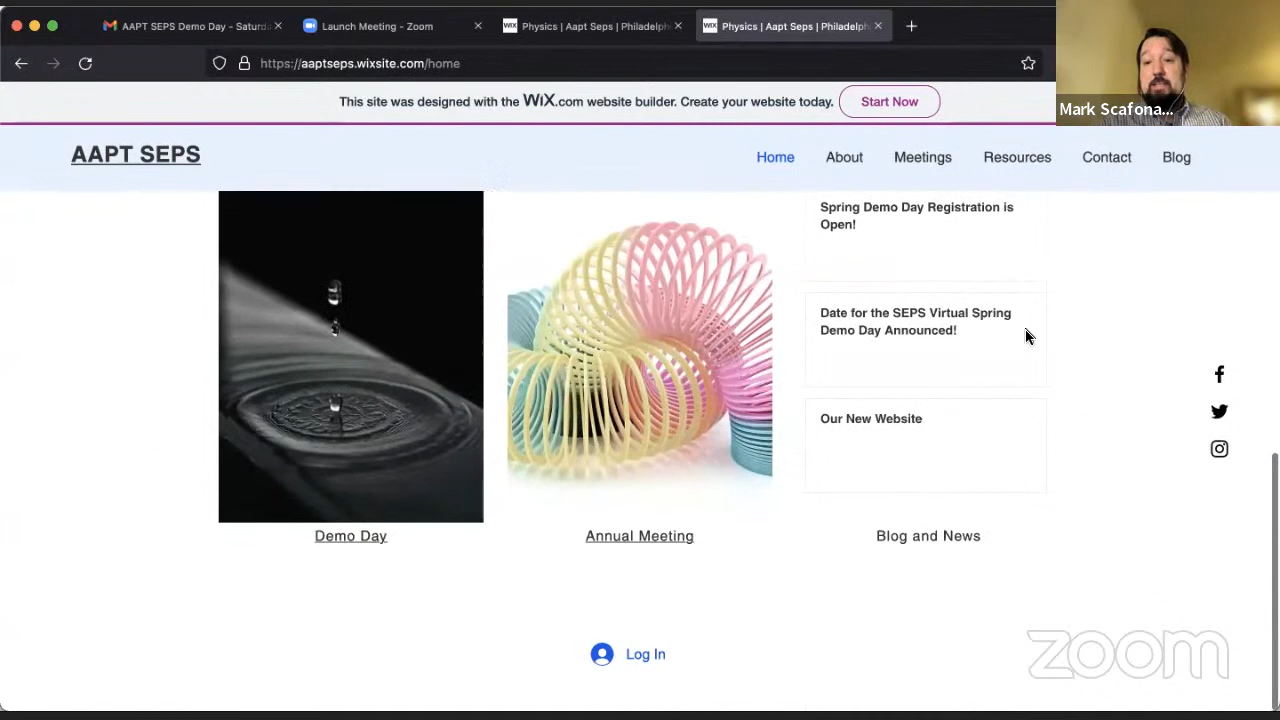 AAPT SEPS Demo Day - Saturd
Launch Meeting - Zoom
WIX Physics | Aapt Seps | Philadelph
WIX Physics | Aapt Seps | Philadelph
https://aaptseps.wixsite.com/home
This site was designed with the WiX.com website builder. Create your website today.
Start Now
Mark Scafona...
AAPT SEPS
Home
About
Meetings
Resources
Contact
Blog
Spring Demo Day Registration is
Open!
Date for the SEPS Virtual Spring
Demo Day Announced!
Our New Website
Demo Day
Annual Meeting
Blog and News
Log In
zoom